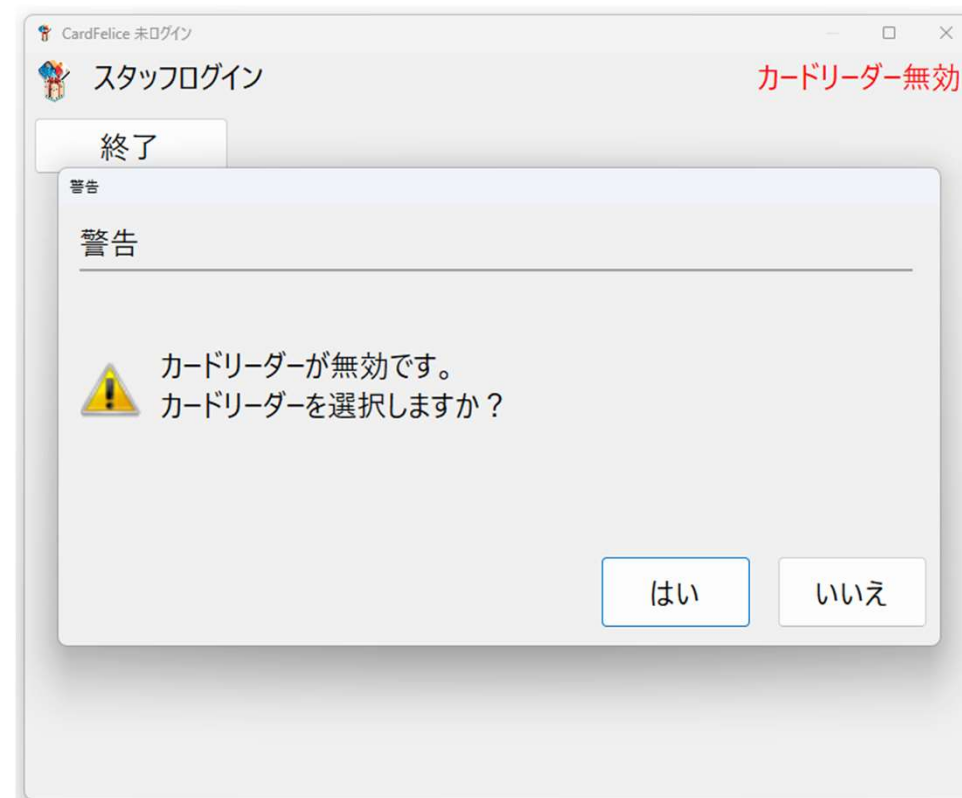 CardFelice 未ログイン
スタッフログイン
カードリーダー無効
終了
警告
警告
カードリーダーが無効です。
カードリーダーを選択しますか？
はい
いいえ